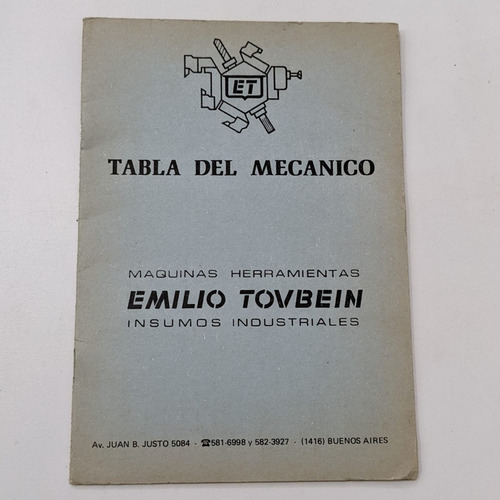 ET
TABLA DEL MECANICO
MAQUINAS HERRAMIENTAS
EMILIO TOVBEIN
INSUMOS INDUSTRIALES
Av. JUAN B. JUSTO 5084 - ☎581-6998 y 582-3927 - (1416) BUENOS AIRES